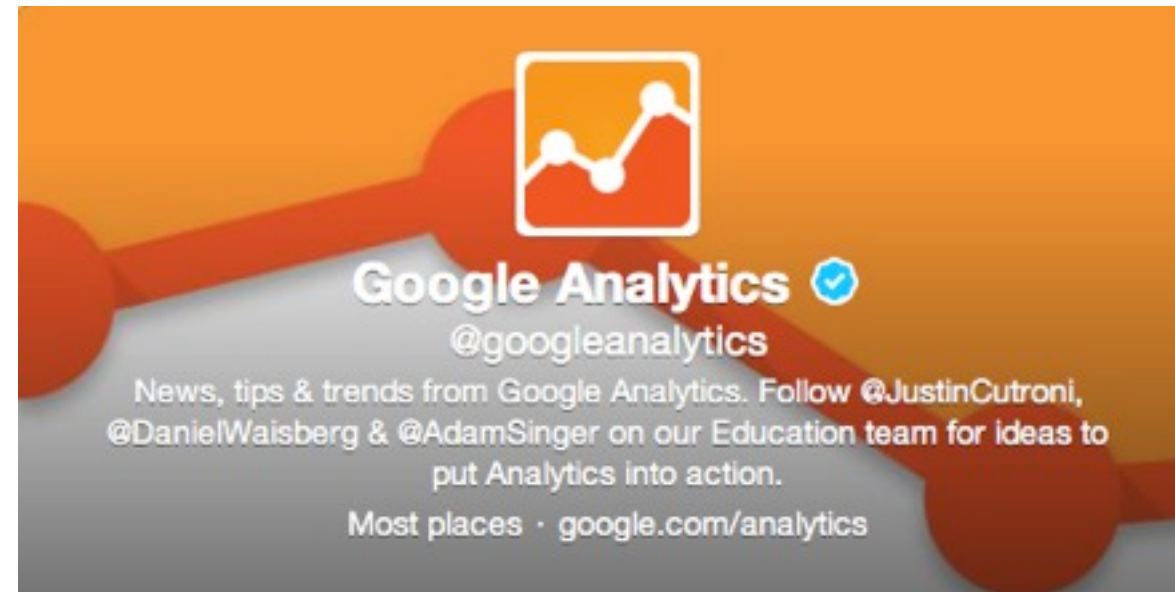 Google Analytics
@googleanalytics
News, tips & trends from Google Analytics. Follow @JustinCutroni,
@DanielWaisberg & @AdamSinger on our Education team for ideas to
put Analytics into action.
Most places · google.com/analytics